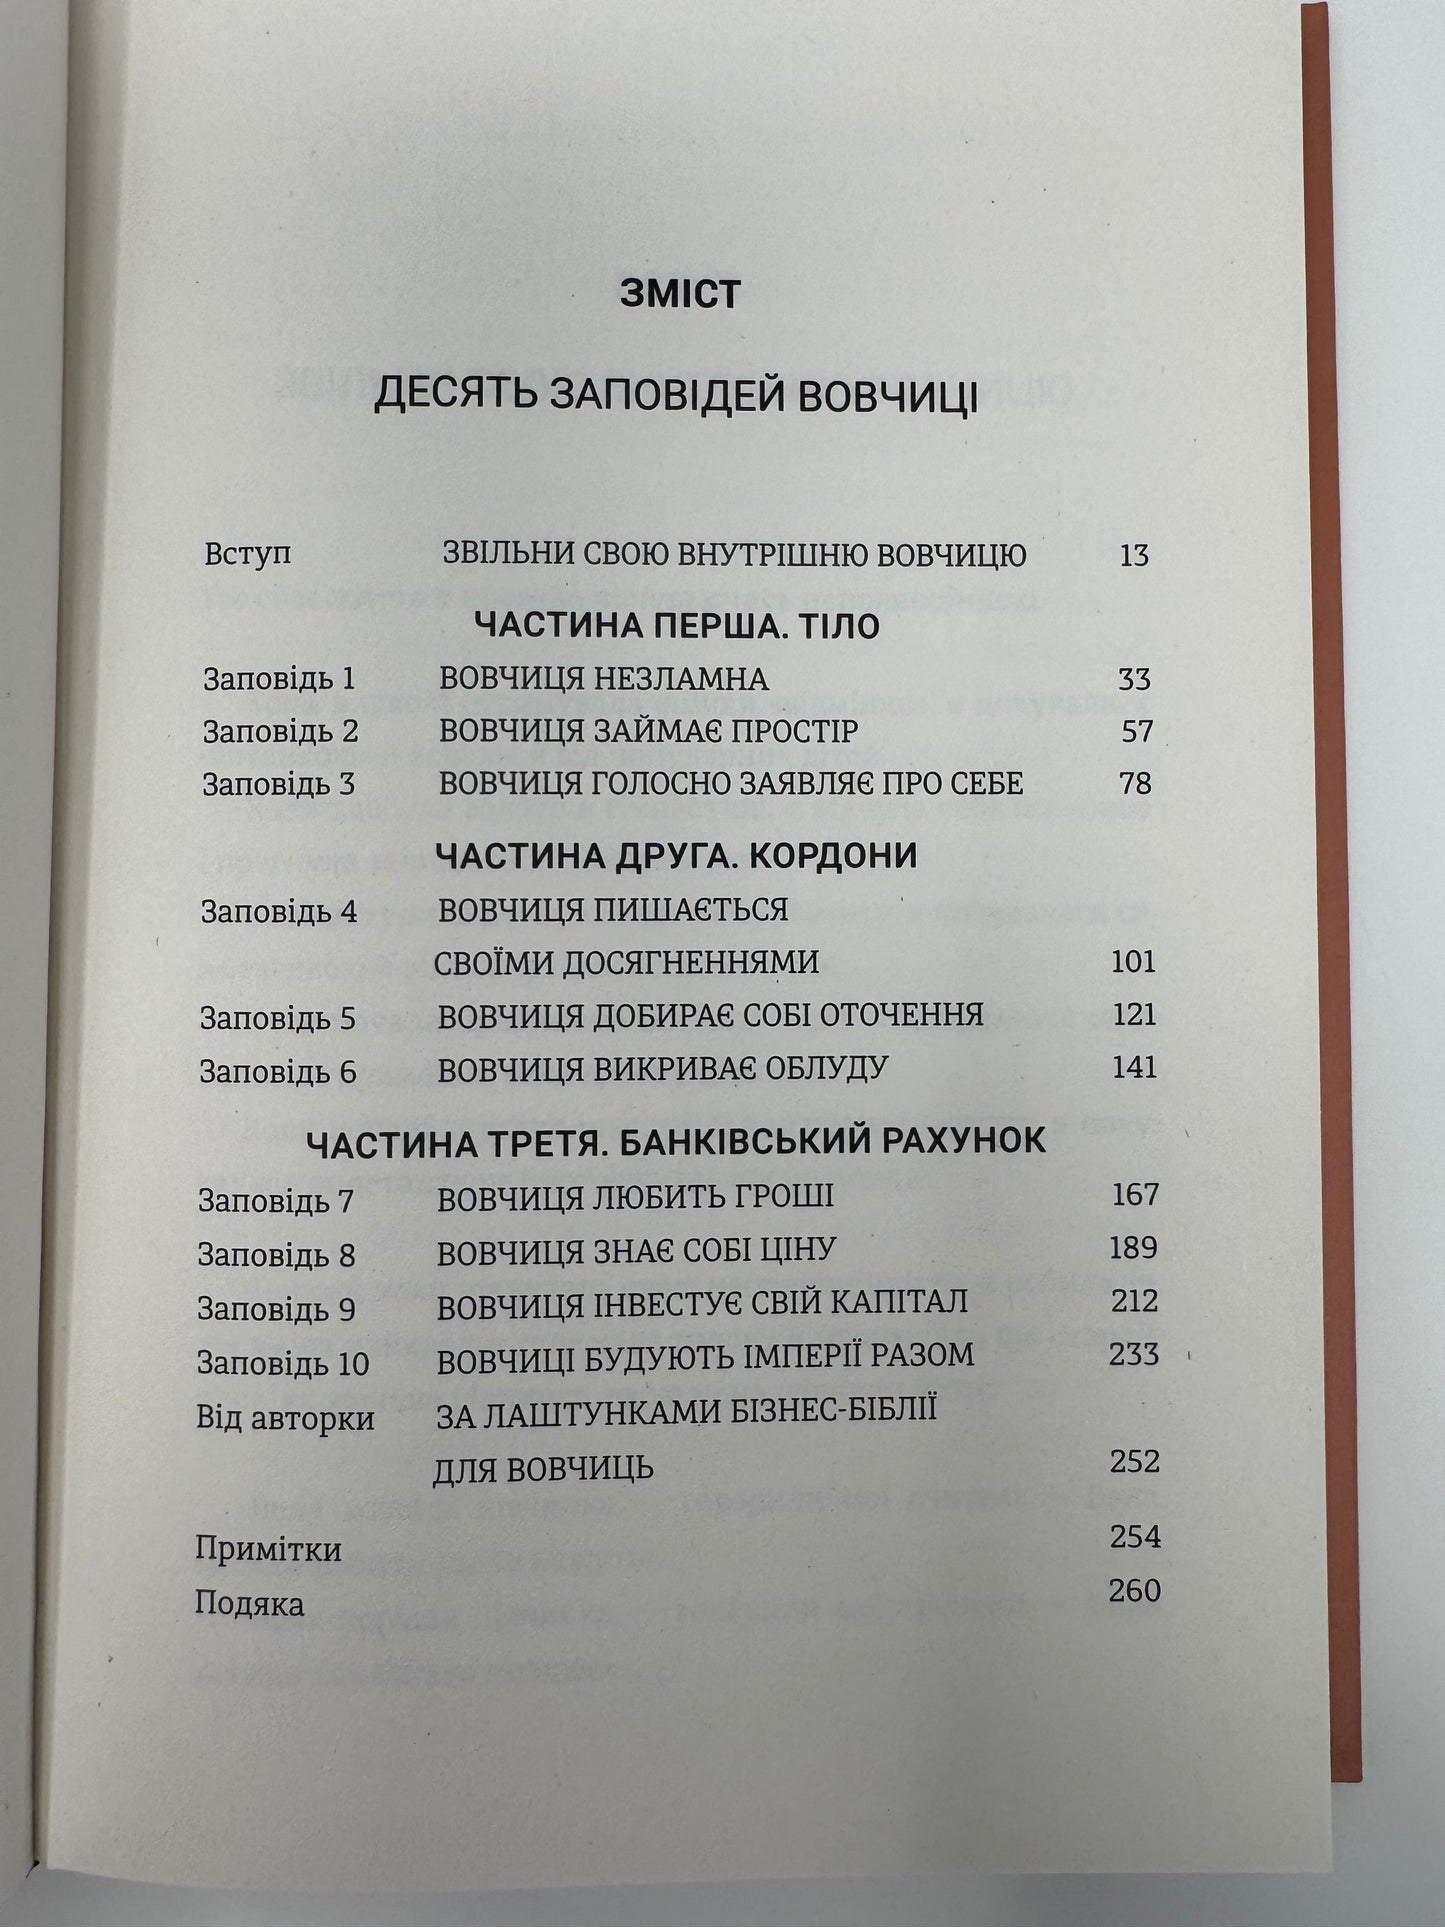 ЗМІСТ
ДЕСЯТЬ ЗАПОВІДЕЙ ВОВЧИЦІ
Вступ ЗВІЛЬНИ СВОЮ ВНУТРІШНЮ ВОВЧИЦЮ 13
ЧАСТИНА ПЕРША. ТІЛО
Заповідь 1 ВОВЧИЦЯ НЕЗЛАМНА 33
Заповідь 2 ВОВЧИЦЯ ЗАЙМАЄ ПРОСТІР 57
Заповідь 3 ВОВЧИЦЯ ГОЛОСНО ЗАЯВЛЯЄ ПРО СЕБЕ 78
ЧАСТИНА ДРУГА. КОРДОНИ
Заповідь 4 ВОВЧИЦЯ ПИШАЄТЬСЯ
СВОЇМИ ДОСЯГНЕННЯМИ 101
Заповідь 5 ВОВЧИЦЯ ДОБИРАЄ СОБІ ОТОЧЕННЯ 121
Заповідь 6 ВОВЧИЦЯ ВИКРИВАЄ ОБЛУДУ 141
ЧАСТИНА ТРЕТЯ. БАНКІВСЬКИЙ РАХУНОК
Заповідь 7 ВОВЧИЦЯ ЛЮБИТЬ ГРОШІ 167
Заповідь 8 ВОВЧИЦЯ ЗНАЄ СОБІ ЦІНУ 189
Заповідь 9 ВОВЧИЦЯ ІНВЕСТУЄ СВІЙ КАПІТАЛ 212
Заповідь 10 ВОВЧИЦІ БУДУЮТЬ ІМПЕРІЇ РАЗОМ 233
Від авторки ЗА ЛАШТУНКАМИ БІЗНЕС-БІБЛІЇ
ДЛЯ ВОВЧИЦЬ 252
Примітки 254
Подяка 260